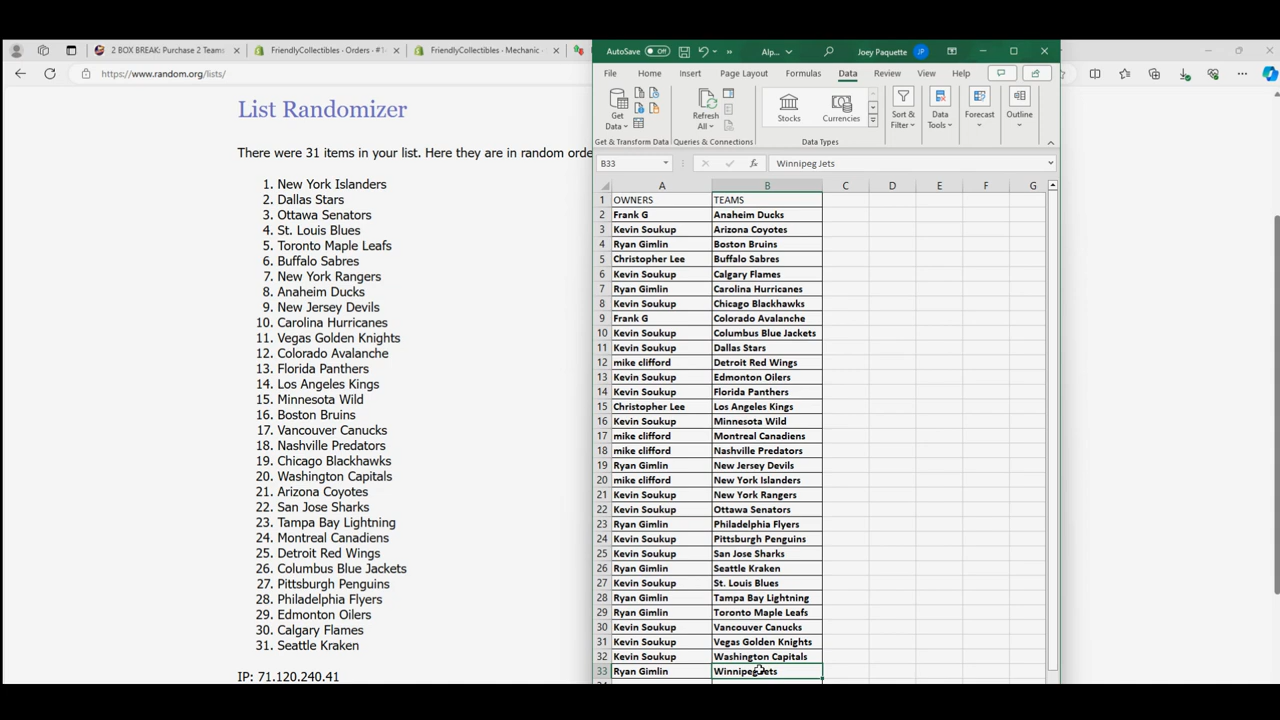 2 BOX BREAK: Purchase 2 Teams
FriendlyCollectibles - Orders - #1
FriendlyCollectibles - Mechanic -
https://www.random.org/lists/
List Randomizer
There were 31 items in your list. Here they are in random orde
1. New York Islanders
2. Dallas Stars
3. Ottawa Senators
4. St. Louis Blues
5. Toronto Maple Leafs
6. Buffalo Sabres
7. New York Rangers
8. Anaheim Ducks
9. New Jersey Devils
10. Carolina Hurricanes
11. Vegas Golden Knights
12. Colorado Avalanche
13. Florida Panthers
14. Los Angeles Kings
15. Minnesota Wild
16. Boston Bruins
17. Vancouver Canucks
18. Nashville Predators
19. Chicago Blackhawks
20. Washington Capitals
21. Arizona Coyotes
22. San Jose Sharks
23. Tampa Bay Lightning
24. Montreal Canadiens
25. Detroit Red Wings
26. Columbus Blue Jackets
27. Pittsburgh Penguins
28. Philadelphia Flyers
29. Edmonton Oilers
30. Calgary Flames
31. Seattle Kraken
IP: 71.120.240.41
AutoSave Off Alp... Joey Paquette JP
File Home Insert Page Layout Formulas Data Review View Help
Get Data Refresh All Stocks Currencies Sort & Filter Data Tools Forecast Outline
Get & Transform Data Queries & Connections Data Types
B33 fx Winnipeg Jets
A B C D E F G
1 OWNERS TEAMS
2 Frank G Anaheim Ducks
3 Kevin Soukup Arizona Coyotes
4 Ryan Gimlin Boston Bruins
5 Christopher Lee Buffalo Sabres
6 Kevin Soukup Calgary Flames
7 Ryan Gimlin Carolina Hurricanes
8 Kevin Soukup Chicago Blackhawks
9 Frank G Colorado Avalanche
10 Kevin Soukup Columbus Blue Jackets
11 Kevin Soukup Dallas Stars
12 mike clifford Detroit Red Wings
13 Kevin Soukup Edmonton Oilers
14 Kevin Soukup Florida Panthers
15 Christopher Lee Los Angeles Kings
16 Kevin Soukup Minnesota Wild
17 mike clifford Montreal Canadiens
18 mike clifford Nashville Predators
19 Ryan Gimlin New Jersey Devils
20 mike clifford New York Islanders
21 Kevin Soukup New York Rangers
22 Kevin Soukup Ottawa Senators
23 Ryan Gimlin Philadelphia Flyers
24 Kevin Soukup Pittsburgh Penguins
25 Kevin Soukup San Jose Sharks
26 Ryan Gimlin Seattle Kraken
27 Kevin Soukup St. Louis Blues
28 Ryan Gimlin Tampa Bay Lightning
29 Ryan Gimlin Toronto Maple Leafs
30 Kevin Soukup Vancouver Canucks
31 Kevin Soukup Vegas Golden Knights
32 Kevin Soukup Washington Capitals
33 Ryan Gimlin Winnipeg Jets